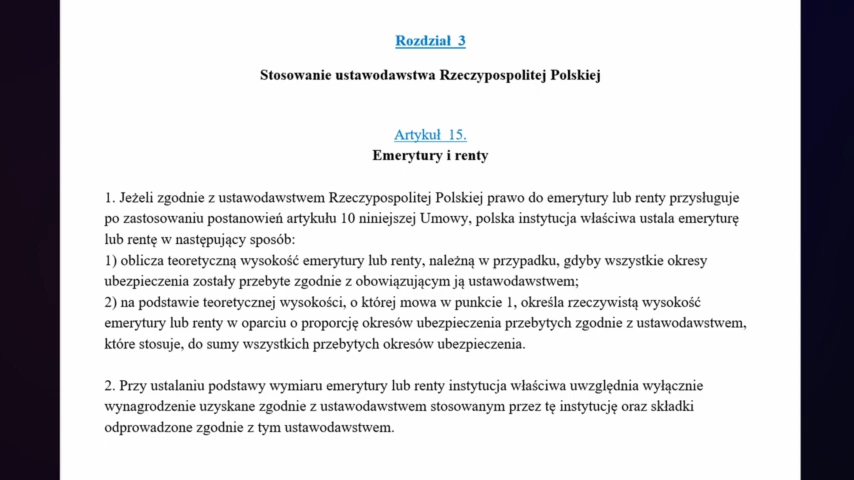 Rozdział 3
Stosowanie ustawodawstwa Rzeczypospolitej Polskiej
Artykuł 15.
Emerytury i renty
1. Jeżeli zgodnie z ustawodawstwem Rzeczypospolitej Polskiej prawo do emerytury lub renty przysługuje
po zastosowaniu postanowień artykułu 10 niniejszej Umowy, polska instytucja właściwa ustala emeryturę
lub rentę w następujący sposób:
1) oblicza teoretyczną wysokość emerytury lub renty, należną w przypadku, gdyby wszystkie okresy
ubezpieczenia zostały przebyte zgodnie z obowiązującym ją ustawodawstwem;
2) na podstawie teoretycznej wysokości, o której mowa w punkcie 1, określa rzeczywistą wysokość
emerytury lub renty w oparciu o proporcję okresów ubezpieczenia przebytych zgodnie z ustawodawstwem,
które stosuje, do sumy wszystkich przebytych okresów ubezpieczenia.
2. Przy ustalaniu podstawy wymiaru emerytury lub renty instytucja właściwa uwzględnia wyłącznie
wynagrodzenie uzyskane zgodnie z ustawodawstwem stosowanym przez tę instytucję oraz składki
odprowadzone zgodnie z tym ustawodawstwem.